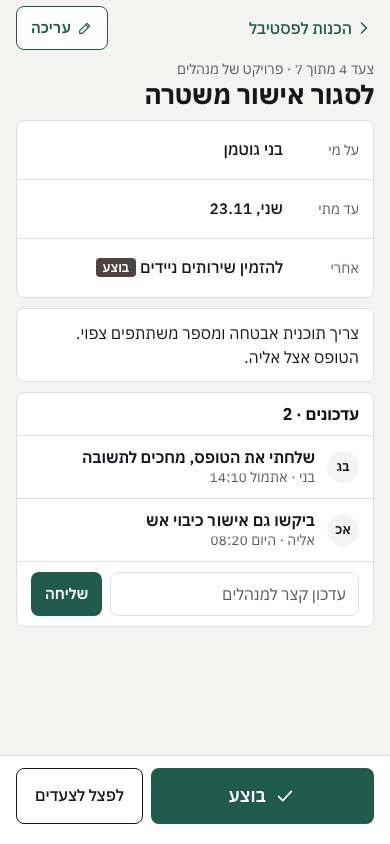 הכנות לפסטיבל
עריכה
צעד 4 מתוך 7 · פרויקט של מנהלים
לסגור אישור משטרה
על מי
בני גוטמן
עד מתי
שני, 23.11
אחרי
להזמין שירותים ניידים בוצע
צריך תוכנית אבטחה ומספר משתתפים צפוי.
הטופס אצל אליה.
עדכונים · 2
בג
שלחתי את הטופס, מחכים לתשובה
בני · אתמול 14:10
אכ
ביקשו גם אישור כיבוי אש
אליה · היום 08:20
עדכון קצר למנהלים
שליחה
בוצע
לפצל לצעדים